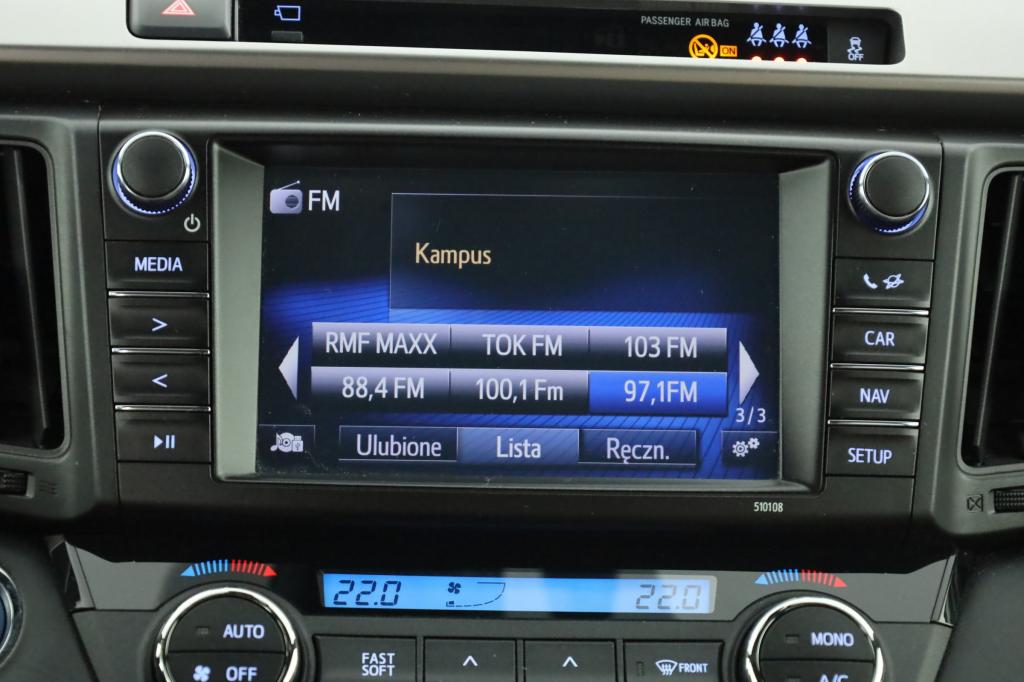 PASSENGER AIR BAG
ON
OFF
FM
MEDIA
Kampus
CAR
RMF MAXX TOK FM 103 FM
88,4 FM 100,1 Fm 97,1FM
NAV
3/3
Ulubione Lista Ręczn.
SETUP
510108
22.0 22.0
AUTO
MONO
FAST
SOFT
FRONT
OFF
A/C